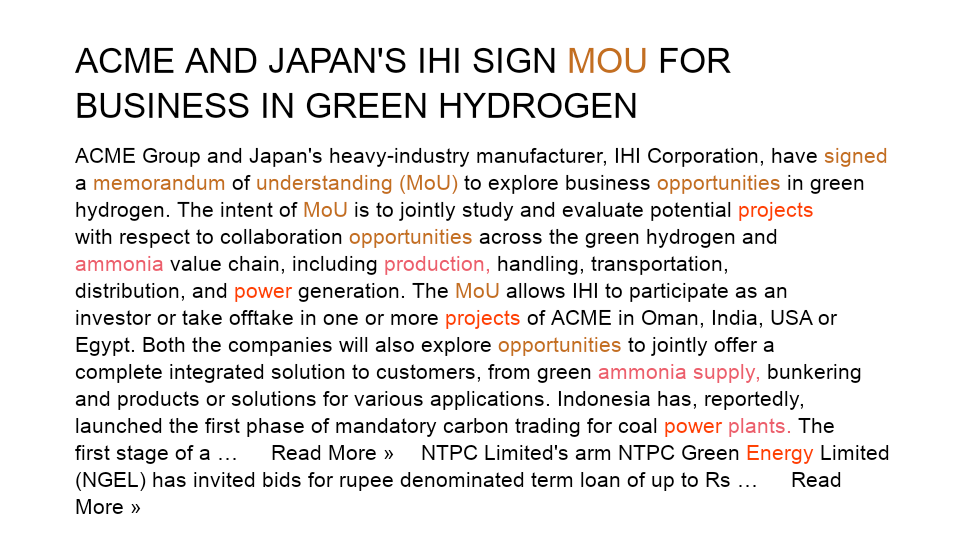 ACME AND JAPAN'S IHI SIGN MOU FOR
BUSINESS IN GREEN HYDROGEN
ACME Group and Japan's heavy-industry manufacturer, IHI Corporation, have signed
a memorandum of understanding (MoU) to explore business opportunities in green
hydrogen. The intent of MoU is to jointly study and evaluate potential projects
with respect to collaboration opportunities across the green hydrogen and
ammonia value chain, including production, handling, transportation,
distribution, and power generation. The MoU allows IHI to participate as an
investor or take offtake in one or more projects of ACME in Oman, India, USA or
Egypt. Both the companies will also explore opportunities to jointly offer a
complete integrated solution to customers, from green ammonia supply, bunkering
and products or solutions for various applications. Indonesia has, reportedly,
launched the first phase of mandatory carbon trading for coal power plants. The
first stage of a … Read More » NTPC Limited's arm NTPC Green Energy Limited
(NGEL) has invited bids for rupee denominated term loan of up to Rs … Read
More »